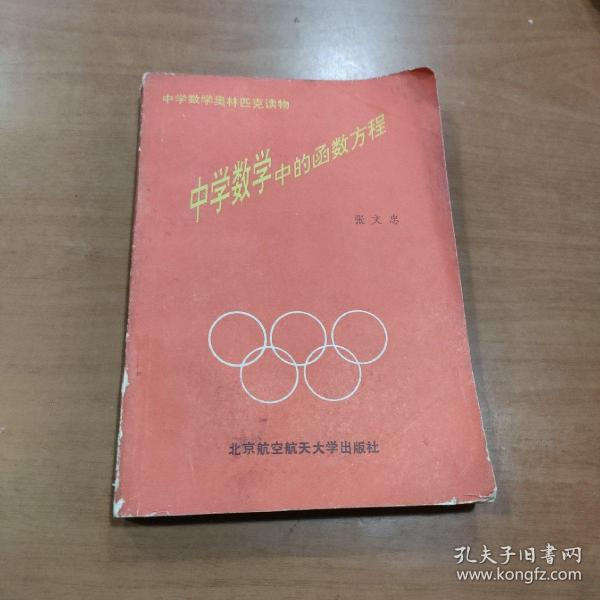 中学数学奥林匹克读物
中学数学中的函数方程
张文忠
北京航空航天大学出版社
孔夫子旧书网
www.kongfz.com